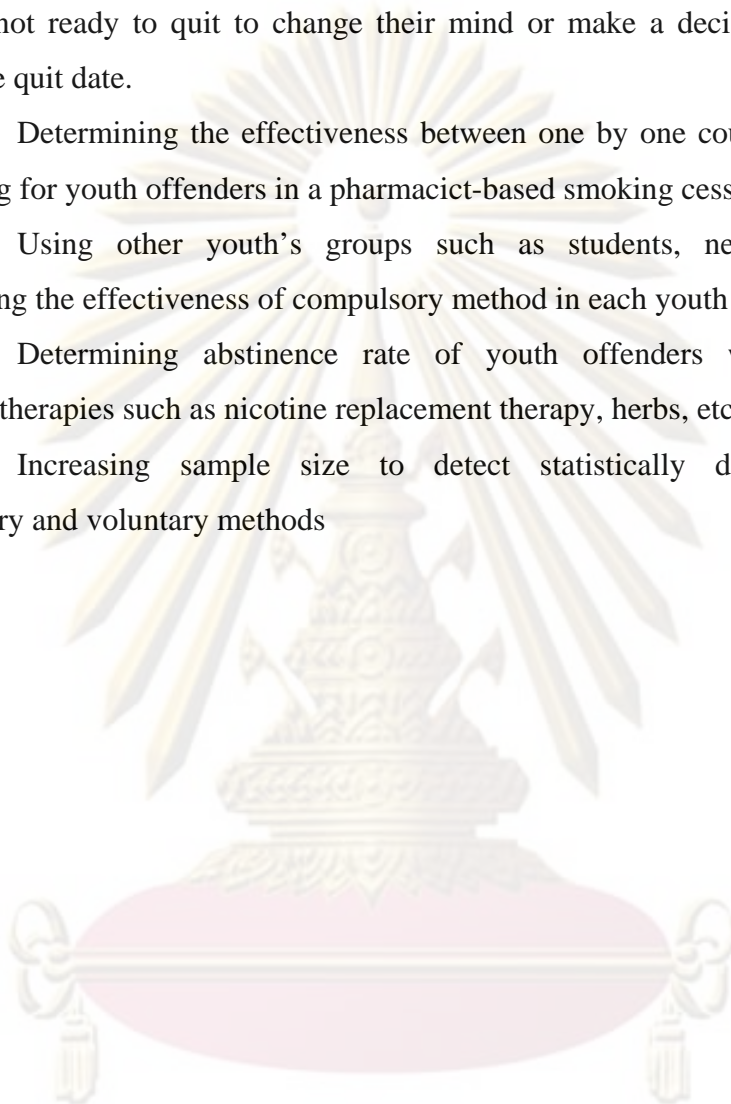 not ready to quit to change their mind or make a deci
e quit date.
Determining the effectiveness between one by one cou
g for youth offenders in a pharmacict-based smoking cess
Using other youth's groups such as students, ne
ing the effectiveness of compulsory method in each youth
Determining abstinence rate of youth offenders
therapies such as nicotine replacement therapy, herbs, etc
Increasing sample size to detect statistically d
ry and voluntary methods